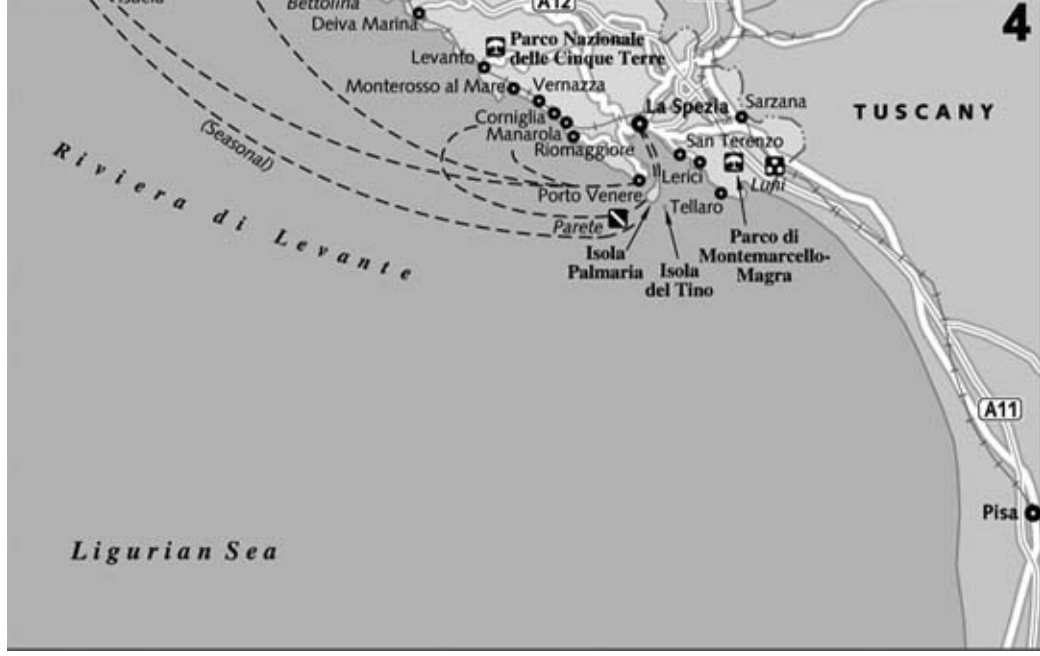 Bettolina
A12
4
Deiva Marina
Parco Nazionale
delle Cinque Terre
Levanto
Monterosso al Mare
Vernazza
La Spezia
Sarzana
TUSCANY
Corniglia
Manarola
Riomaggiore
San Terenzo
(Seasonal)
Riviera di Levante
Lerici
Luni
Porto Venere
Tellaro
Parete
Isola
Palmaria
Isola
del Tino
Parco di
Montemarcello-
Magra
A11
Pisa
Ligurian Sea